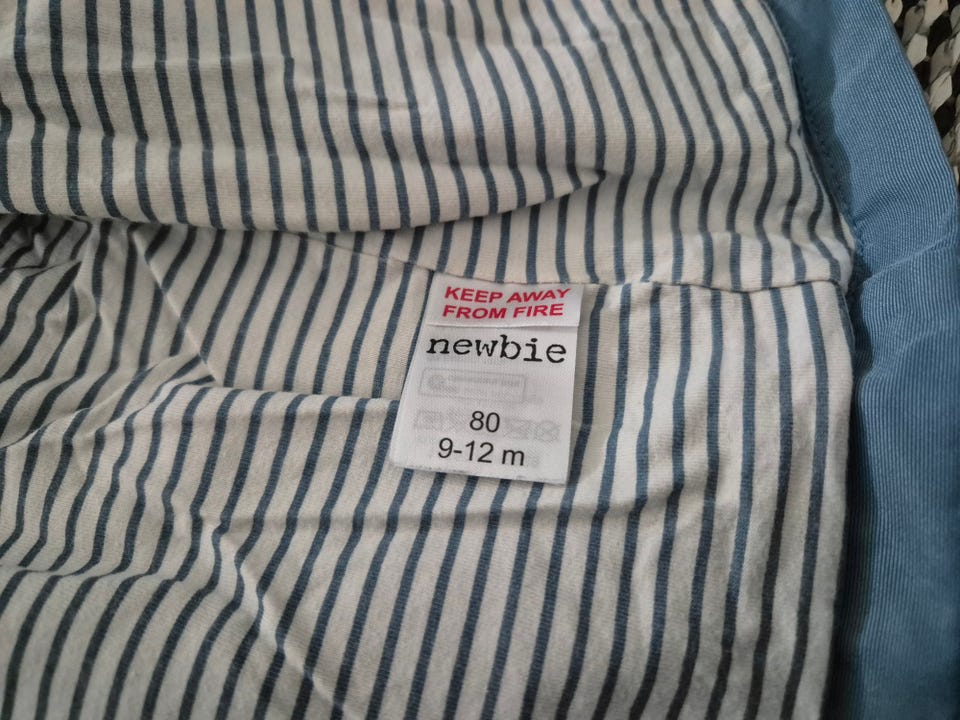 KEEP AWAY
FROM FIRE
newbie
80
9-12 m